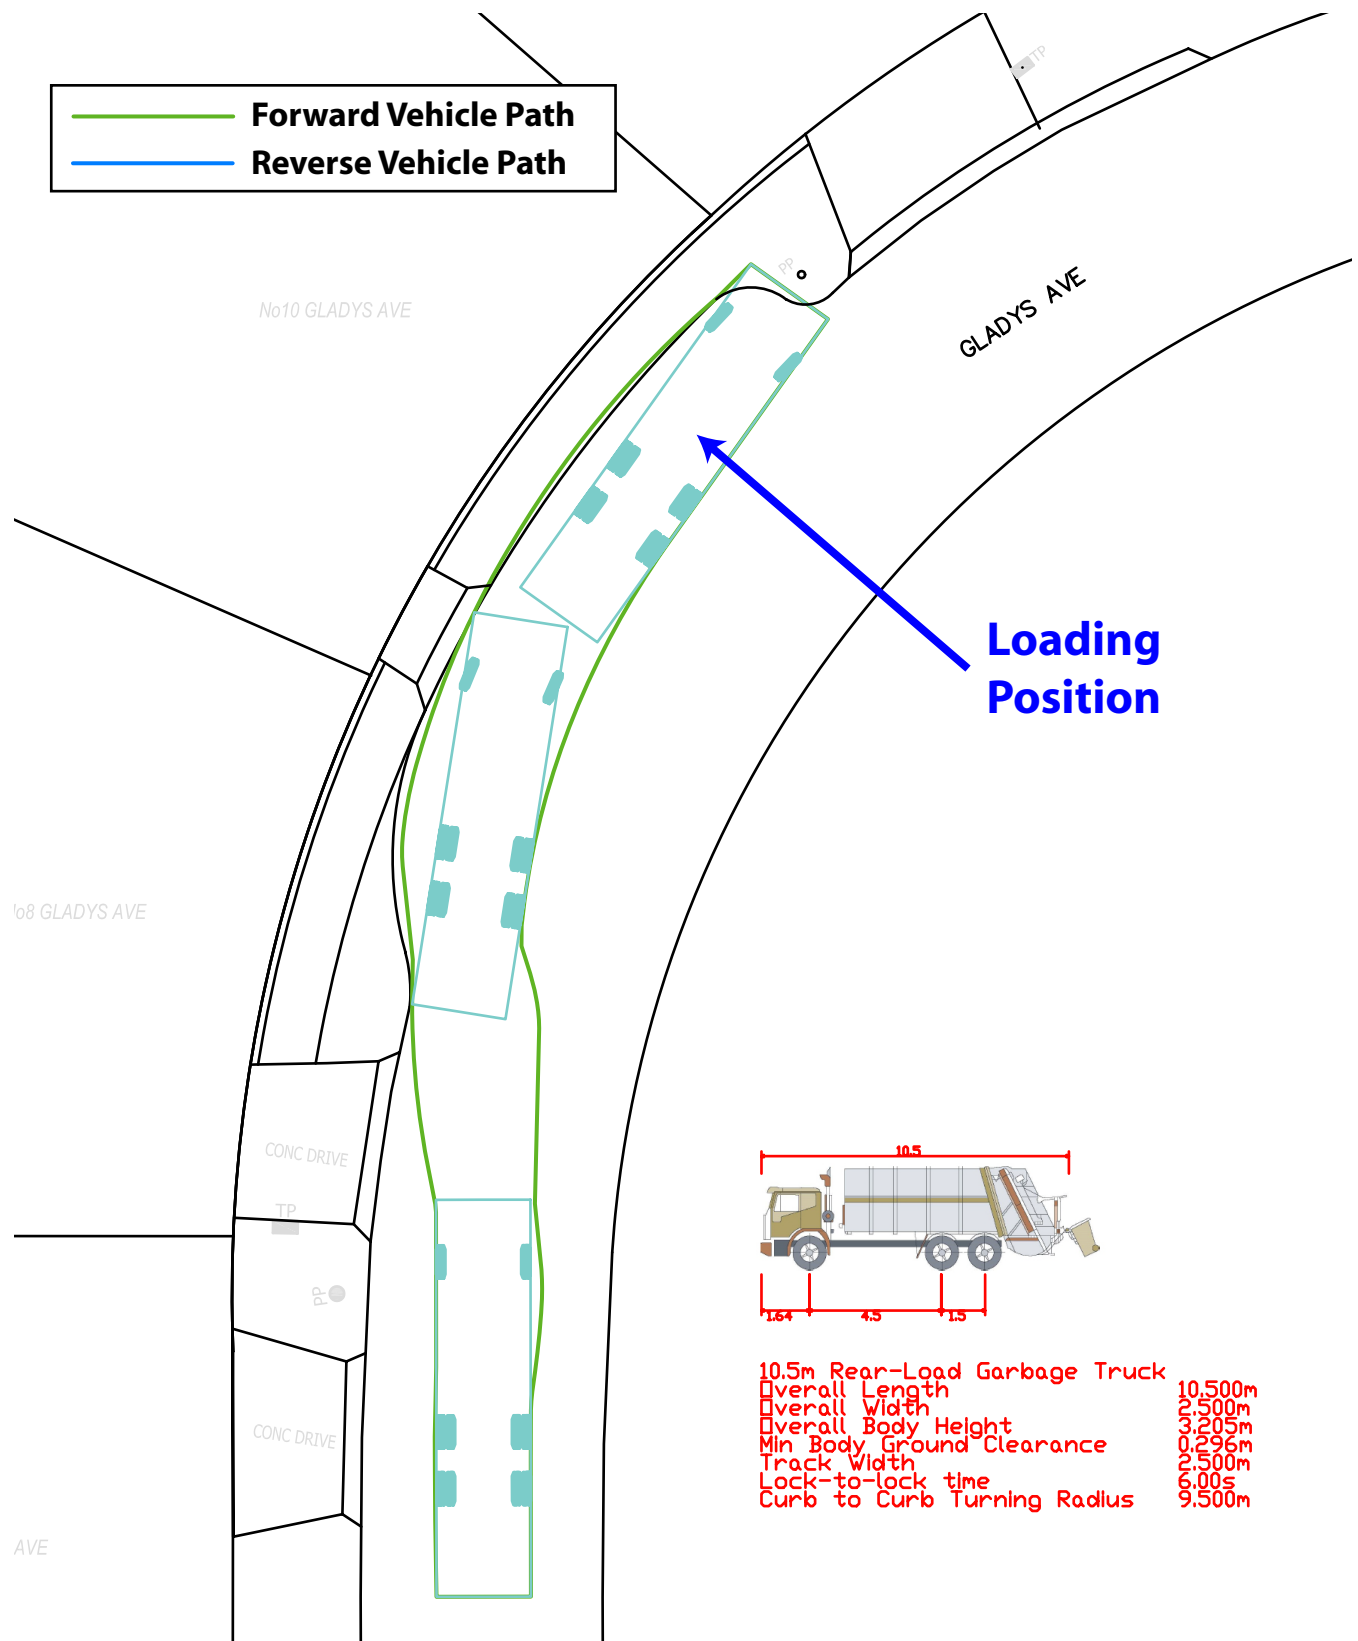 Forward Vehicle Path
Reverse Vehicle Path
TP
PP
No10 GLADYS AVE
GLADYS AVE
Loading
Position
o8 GLADYS AVE
CONC DRIVE
TP
PP
CONC DRIVE
AVE
10.5
1.64
4.5
1.5
10.5m Rear-Load Garbage Truck
Overall Length 10.500m
Overall Width 2.500m
Overall Body Height 3.205m
Min Body Ground Clearance 0.296m
Track Width 2.500m
Lock-to-lock time 6.00s
Curb to Curb Turning Radius 9.500m